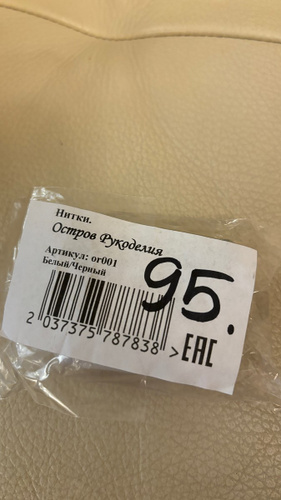 Нитки.
Остров Рукоделия
Артикул: or001
Белый/Черный
95.
2 037375 787838 >
EAC